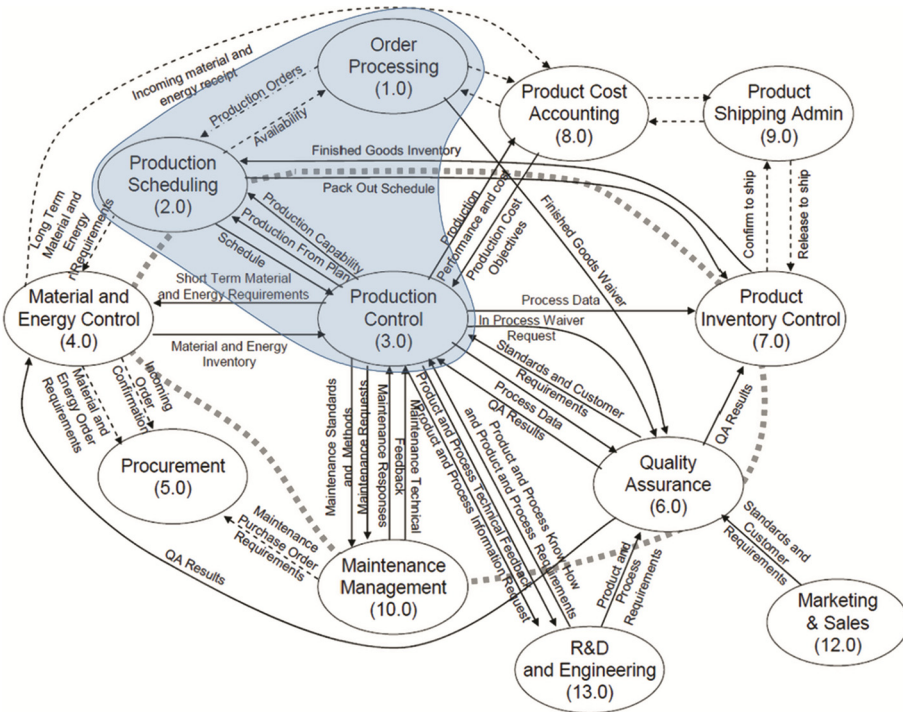 Order
Processing
(1.0)
Incoming material and
energy receipt
Production Orders
Availability
Product Cost
Accounting
(8.0)
Product
Shipping Admin
(9.0)
Production
Scheduling
(2.0)
Finished Goods Inventory
Pack Out Schedule
Long Term
Material and
Energy
Requirements
Production Capability
Production From Plan
Schedule
Production
Performance and cost
Production Cost
Objectives
Finished Goods Waiver
Confirm to ship
Release to ship
Short Term Material
and Energy Requirements
Material and
Energy Control
(4.0)
Material and Energy
Inventory
Production
Control
(3.0)
Process Data
In Process Waiver
Request
Product
Inventory Control
(7.0)
Standards and Customer
Requirements
Process Data
QA Results
QA Results
Incoming
Order
Confirmation
Material and
Energy Order
Requirements
Procurement
(5.0)
Maintenance Standards
and Methods
Maintenance Requests
Maintenance Responses
Maintenance Technical
Feedback
Product and Process Technical Feedback
Product and Process Information Request
Product and Process Know How
and Product and Process Requirements
Quality
Assurance
(6.0)
Maintenance
Purchase Order
Requirements
QA Results
Maintenance
Management
(10.0)
Product and
Process
Requirements
Standards and
Customer
Requirements
Marketing
& Sales
(12.0)
R&D
and Engineering
(13.0)